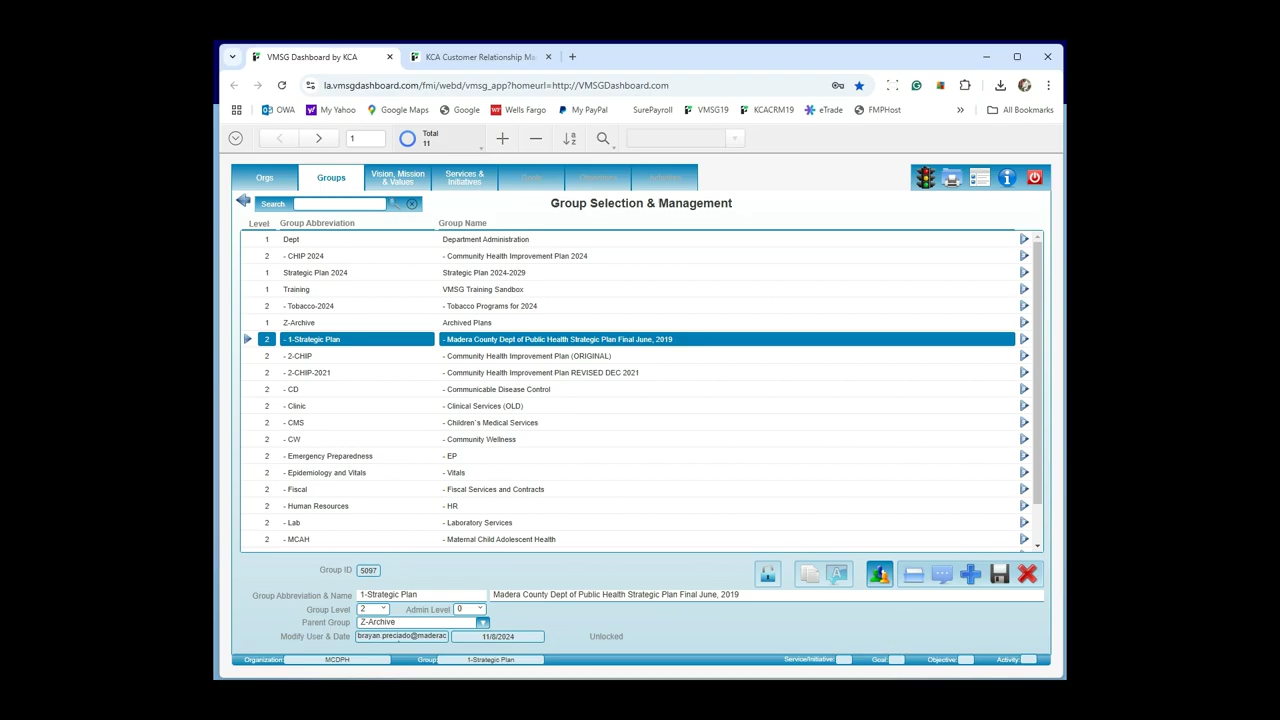 VMSG Dashboard by KCA
KCA Customer Relationship Ma
la.vmsgdashboard.com/fmi/webd/vmsg_app?homeurl=http://VMSGDashboard.com
OWA My Yahoo Google Maps Google Wells Fargo My PayPal SurePayroll VMSG19 KCACRM19 eTrade FMPHost » All Bookmarks
1 Total
11
Orgs Groups Vision, Mission & Values Services & Initiatives Goals Objectives Activities
Search Group Selection & Management
Level Group Abbreviation Group Name
1 Dept Department Administration
2 - CHIP 2024 - Community Health Improvement Plan 2024
1 Strategic Plan 2024 Strategic Plan 2024-2029
1 Training VMSG Training Sandbox
2 - Tobacco-2024 - Tobacco Programs for 2024
1 Z-Archive Archived Plans
2 - 1-Strategic Plan - Madera County Dept of Public Health Strategic Plan Final June, 2019
2 - 2-CHIP - Community Health Improvement Plan (ORIGINAL)
2 - 2-CHIP-2021 - Community Health Improvement Plan REVISED DEC 2021
2 - CD - Communicable Disease Control
2 - Clinic - Clinical Services (OLD)
2 - CMS - Children`s Medical Services
2 - CW - Community Wellness
2 - Emergency Preparedness - EP
2 - Epidemiology and Vitals - Vitals
2 - Fiscal - Fiscal Services and Contracts
2 - Human Resources - HR
2 - Lab - Laboratory Services
2 - MCAH - Maternal Child Adolescent Health
Group ID 5097
Group Abbreviation & Name 1-Strategic Plan Madera County Dept of Public Health Strategic Plan Final June, 2019
Group Level 2 Admin Level 0
Parent Group Z-Archive
Modify User & Date brayan.preciado@maderac 11/8/2024 Unlocked
Organization: MCDPH Group: 1-Strategic Plan Service/Initiative: Goal: Objective: Activity: